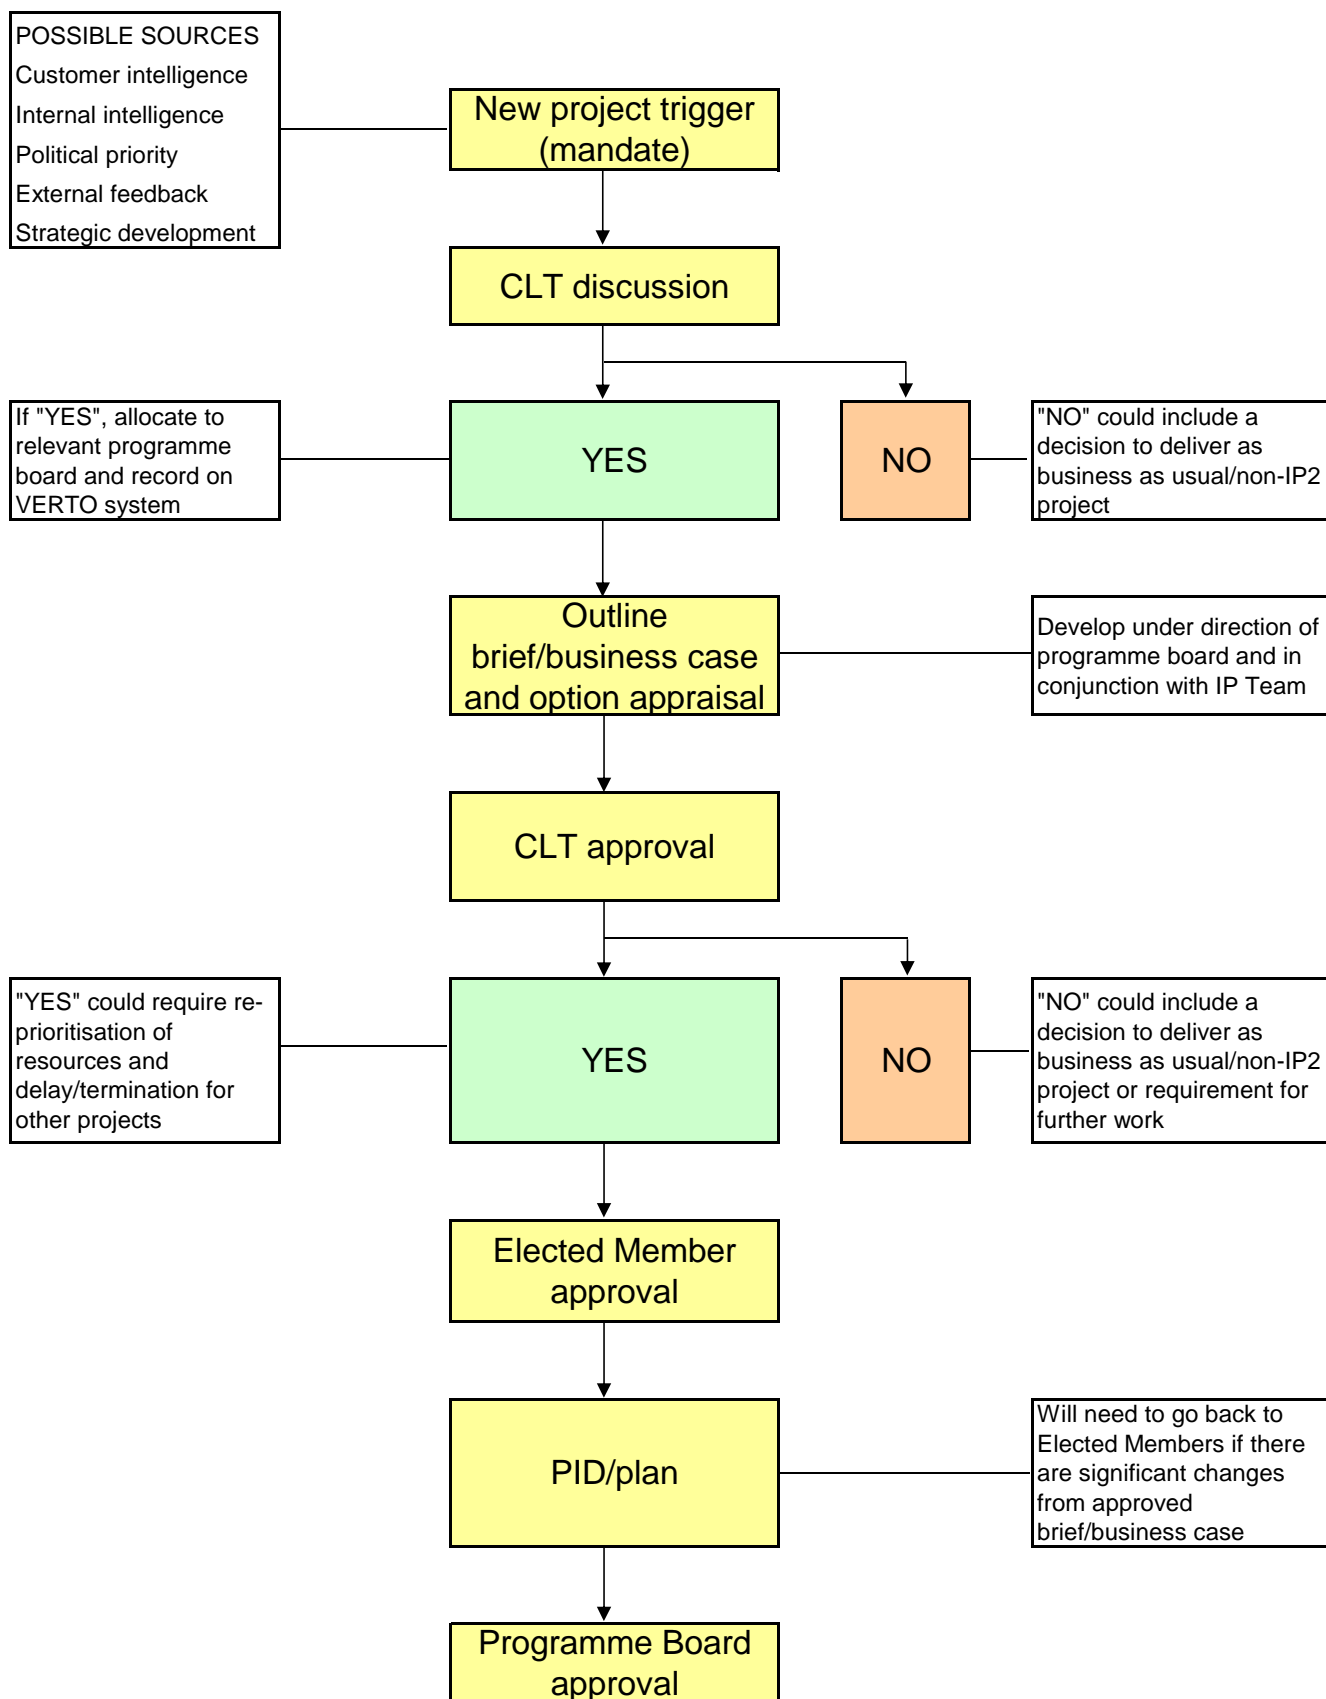 POSSIBLE SOURCES
Customer intelligence
Internal intelligence
Political priority
External feedback
Strategic development
New project trigger
(mandate)
CLT discussion
If "YES", allocate to
relevant programme
board and record on
VERTO system
YES
NO
"NO" could include a
decision to deliver as
business as usual/non-IP2
project
Outline
brief/business case
and option appraisal
Develop under direction of
programme board and in
conjunction with IP Team
CLT approval
"YES" could require re-
prioritisation of
resources and
delay/termination for
other projects
YES
NO
"NO" could include a
decision to deliver as
business as usual/non-IP2
project or requirement for
further work
Elected Member
approval
PID/plan
Will need to go back to
Elected Members if there
are significant changes
from approved
brief/business case
Programme Board
approval